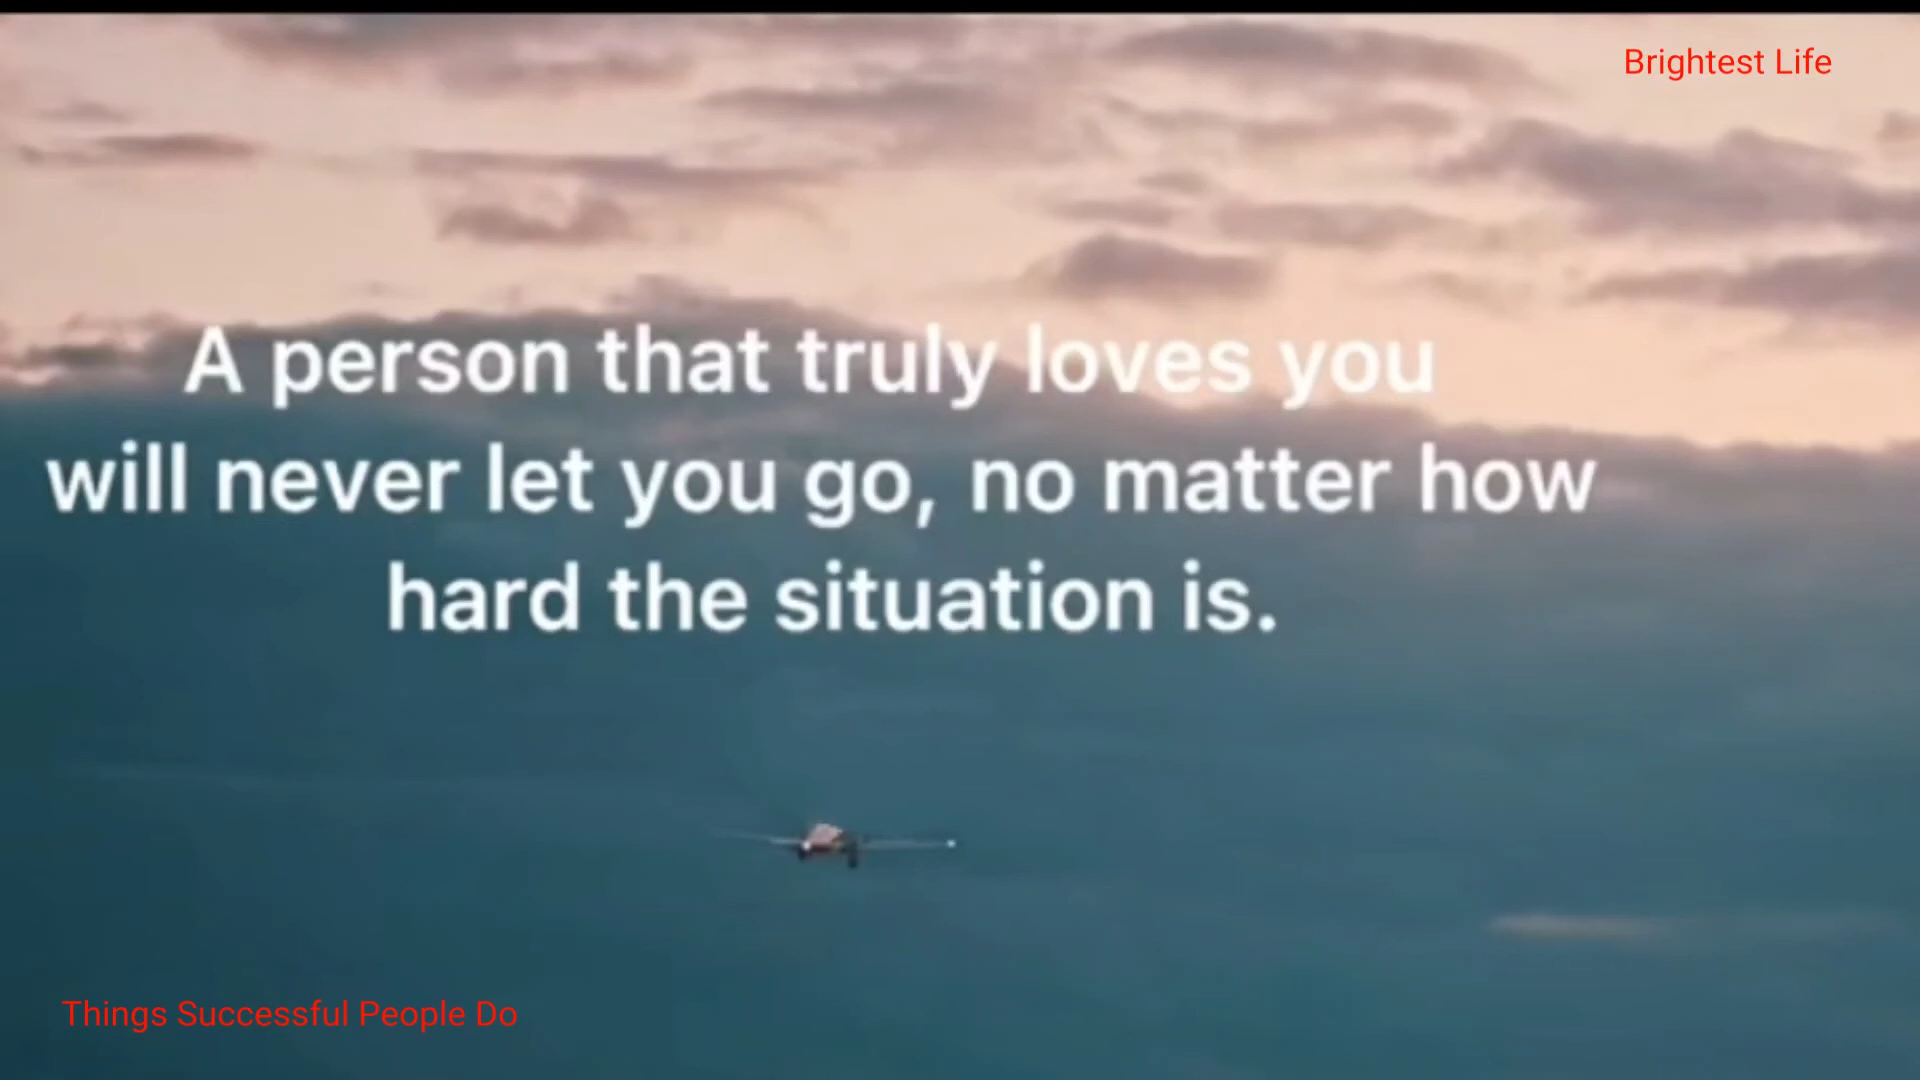 Brightest Life
A person that truly loves you
will never let you go, no matter how
hard the situation is.
Things Successful People Do